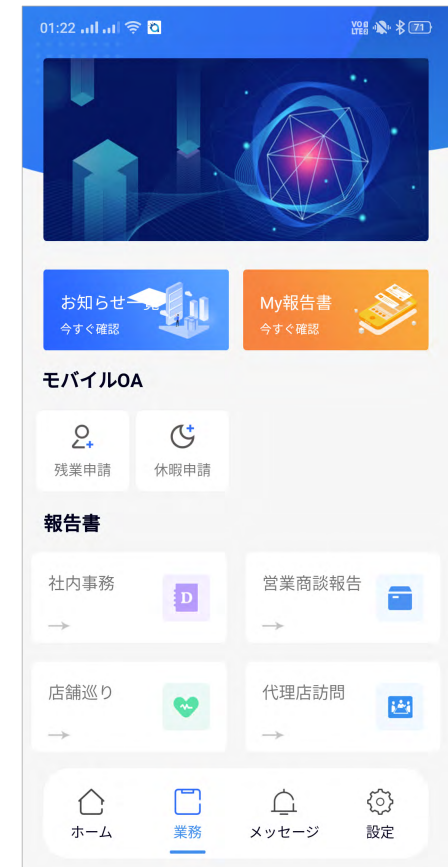 01:22
VoB
LTEB
71
お知らせ一覧
今すぐ確認
My報告書
今すぐ確認
モバイルOA
残業申請
休暇申請
報告書
社内事務
D
営業商談報告
店舗巡り
代理店訪問
ホーム
業務
メッセージ
設定